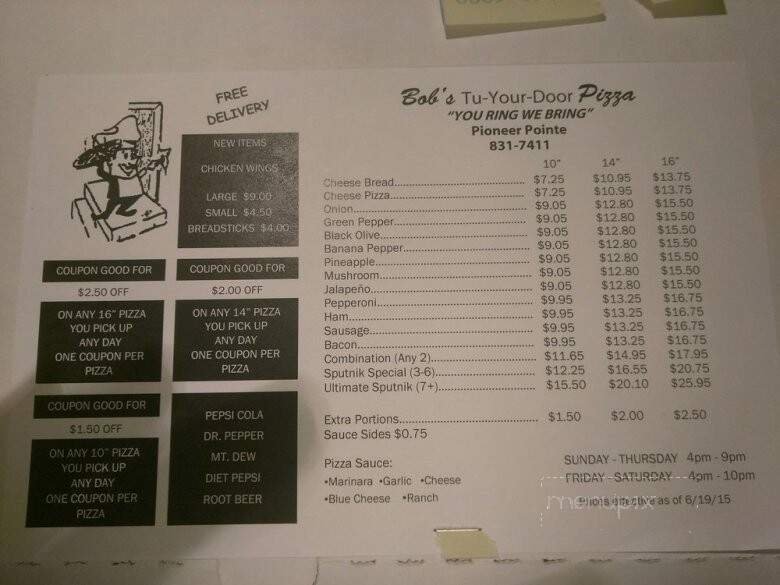 FREE
DELIVERY
NEW ITEMS
CHICKEN WINGS
LARGE $9.00
SMALL $4.50
BREADSTICKS $4.00
COUPON GOOD FOR
$2.50 OFF
ON ANY 16" PIZZA
YOU PICK UP
ANY DAY
ONE COUPON PER
PIZZA
COUPON GOOD FOR
$2.00 OFF
ON ANY 14" PIZZA
YOU PICK UP
ANY DAY
ONE COUPON PER
PIZZA
COUPON GOOD FOR
$1.50 OFF
ON ANY 10" PIZZA
YOU PICK UP
ANY DAY
ONE COUPON PER
PIZZA
PEPSI COLA
DR. PEPPER
MT. DEW
DIET PEPSI
ROOT BEER
Bob's Tu-Your-Door Pizza
"YOU RING WE BRING"
Pioneer Pointe
831-7411
10" 14" 16"
Cheese Bread $7.25 $10.95 $13.75
Cheese Pizza $7.25 $10.95 $13.75
Onion $9.05 $12.80 $15.50
Green Pepper $9.05 $12.80 $15.50
Black Olive $9.05 $12.80 $15.50
Banana Pepper $9.05 $12.80 $15.50
Pineapple $9.05 $12.80 $15.50
Mushroom $9.05 $12.80 $15.50
Jalapeño $9.05 $12.80 $15.50
Pepperoni $9.95 $13.25 $16.75
Ham $9.95 $13.25 $16.75
Sausage $9.95 $13.25 $16.75
Bacon $9.95 $13.25 $16.75
Combination (Any 2) $11.65 $14.95 $17.95
Sputnik Special (3-6) $12.25 $16.55 $20.75
Ultimate Sputnik (7+) $15.50 $20.10 $25.95
Extra Portions $1.50 $2.00 $2.50
Sauce Sides $0.75
Pizza Sauce:
•Marinara •Garlic •Cheese
•Blue Cheese •Ranch
SUNDAY - THURSDAY 4pm - 9pm
FRIDAY - SATURDAY 4pm - 10pm
Prices effective as of 6/19/15
menupix